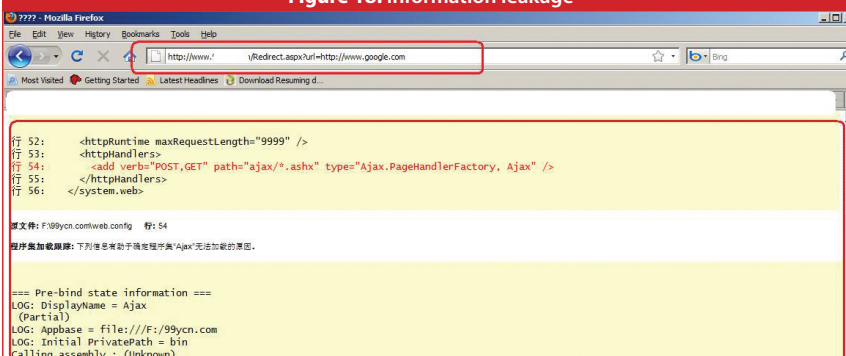 Figure 18. Information leakage
???? - Mozilla Firefox
File Edit View History Bookmarks Tools Help
http://www.' ı/Redirect.aspx?url=http://www.google.com
Bing
Most Visited Getting Started Latest Headlines Download Resuming d...
行 52: <httpRuntime maxRequestLength="9999" />
行 53: <httpHandlers>
行 54: <add verb="POST,GET" path="ajax/*.ashx" type="Ajax.PageHandlerFactory, Ajax" />
行 55: </httpHandlers>
行 56: </system.web>
源文件: F:\99ycn.com\web.config 行: 54
程序集加载跟踪: 下列信息有助于确定程序集“Ajax”无法加载的原因。
=== Pre-bind state information ===
LOG: DisplayName = Ajax
(Partial)
LOG: Appbase = file:///F:/99ycn.com
LOG: Initial PrivatePath = bin
Calling assembly : (Unknown).